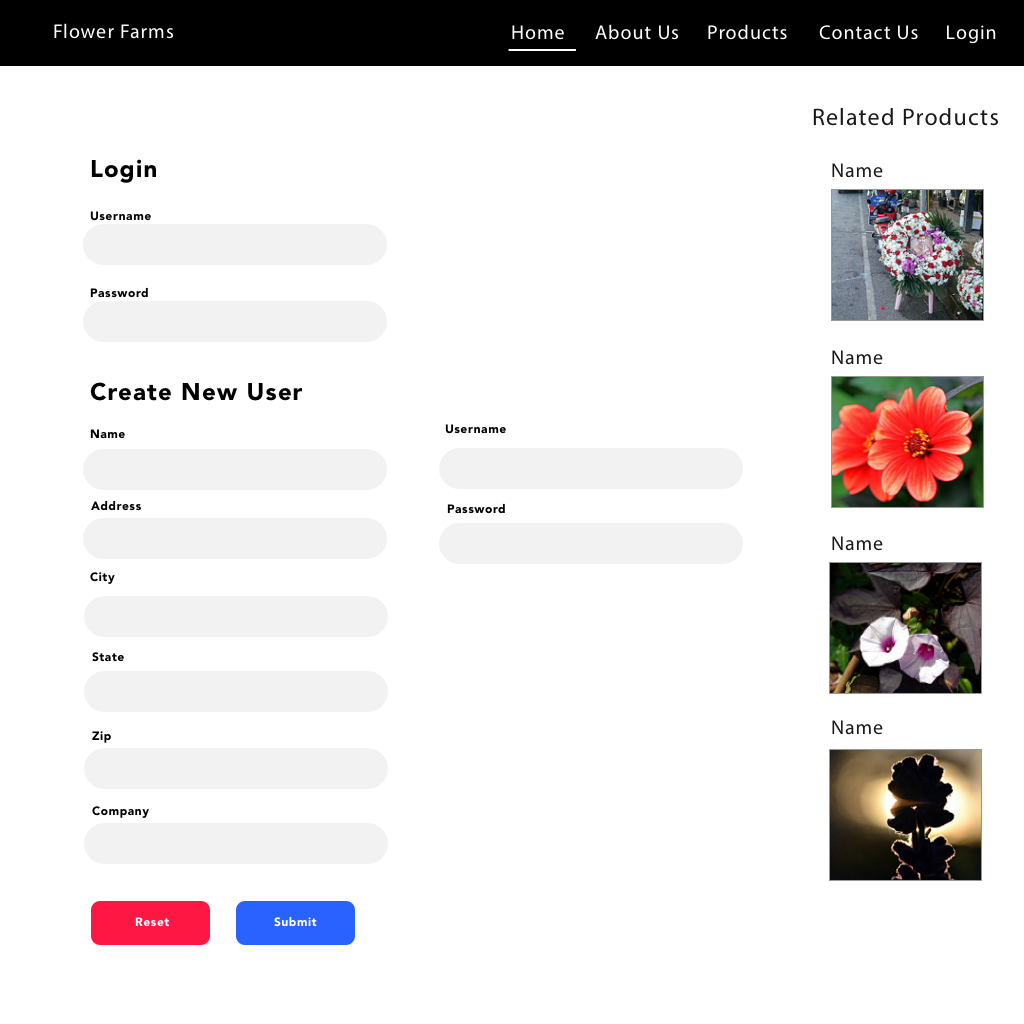 Flower Farms
Home About Us Products Contact Us Login
Related Products
Login
Username
Password
Create New User
Name
Address
City
State
Zip
Company
Username
Password
Reset Submit
Name
Name
Name
Name